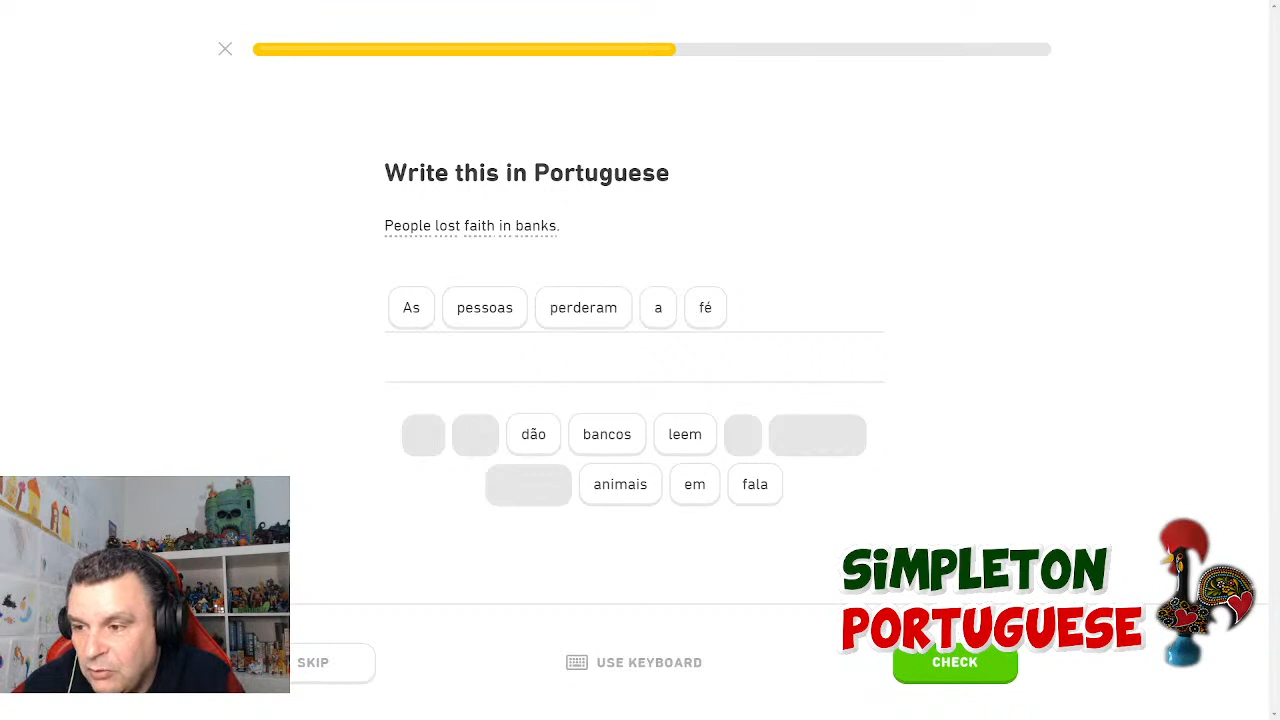 Write this in Portuguese
People lost faith in banks.
As pessoas perderam a fé
dão bancos leem
animais em fala
SiMPLETON
PORTUGUESE
SKIP USE KEYBOARD CHECK